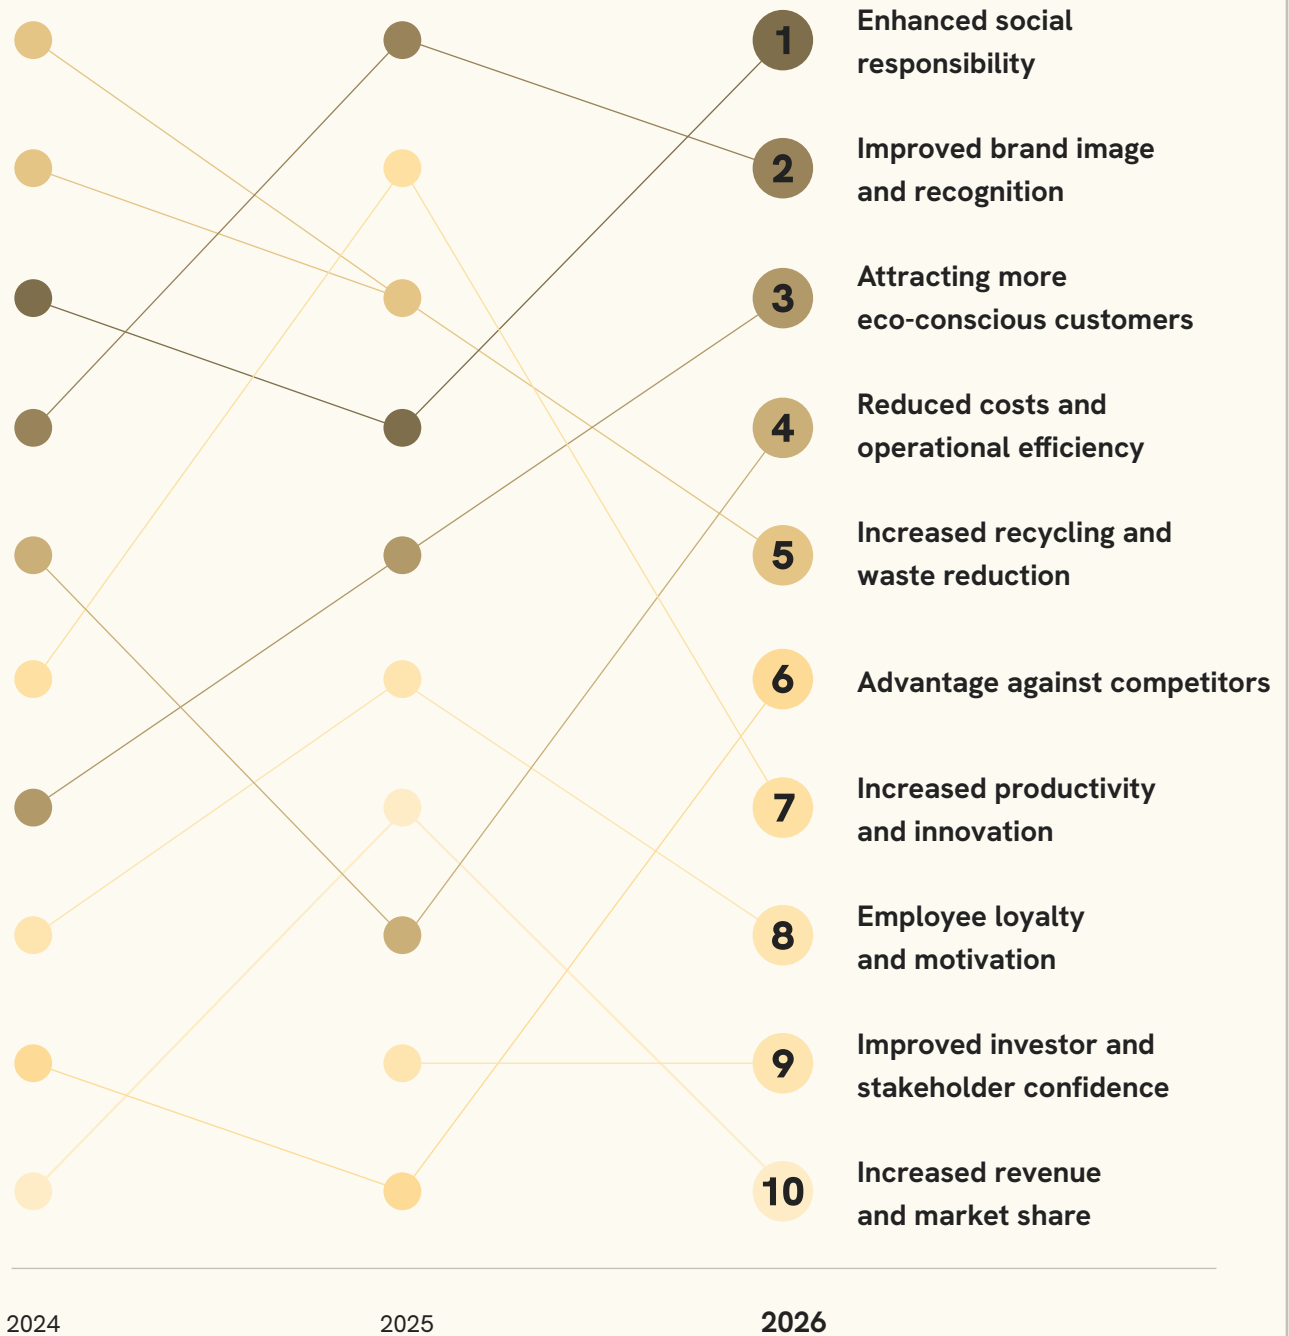 1
Enhanced social
responsibility
2
Improved brand image
and recognition
3
Attracting more
eco-conscious customers
4
Reduced costs and
operational efficiency
5
Increased recycling and
waste reduction
6
Advantage against competitors
7
Increased productivity
and innovation
8
Employee loyalty
and motivation
9
Improved investor and
stakeholder confidence
10
Increased revenue
and market share
2024 2025 2026